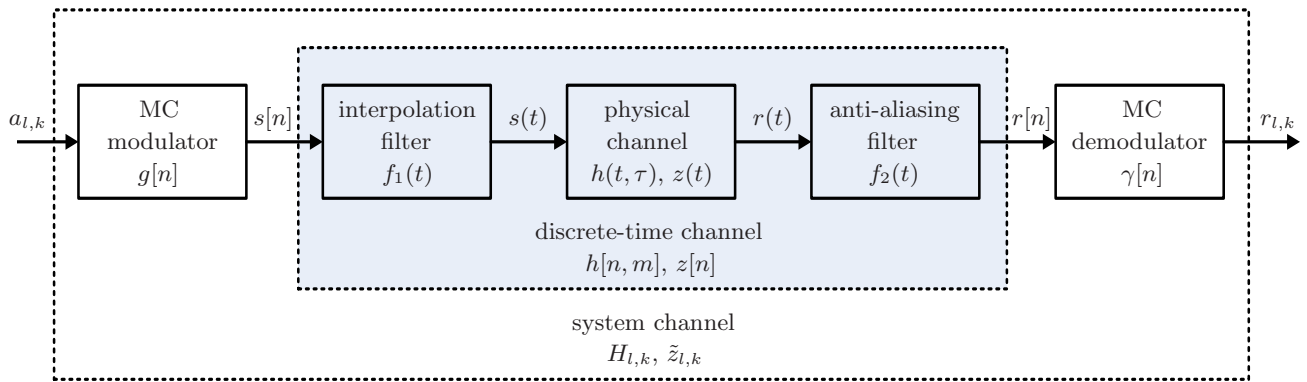 a_{l,k}
MC
modulator
g[n]
s[n]
interpolation
filter
f_1(t)
s(t)
physical
channel
h(t, τ), z(t)
r(t)
anti-aliasing
filter
f_2(t)
r[n]
MC
demodulator
γ[n]
r_{l,k}
discrete-time channel
h[n, m], z[n]
system channel
H_{l,k}, z̃_{l,k}